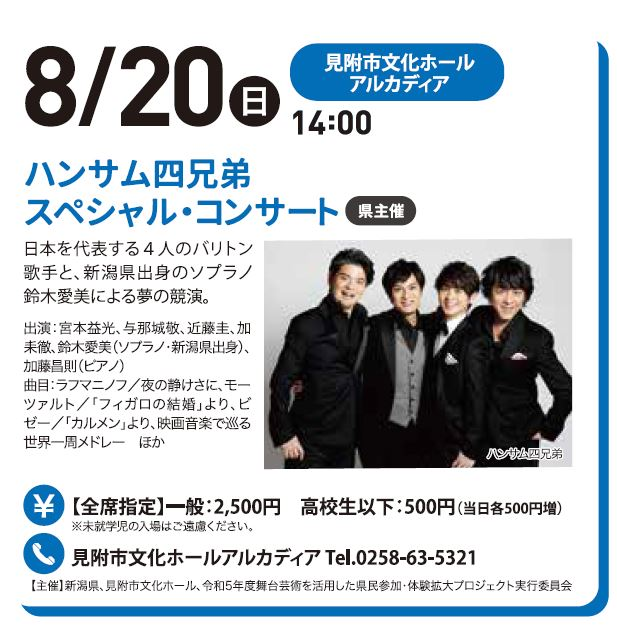 8/20日
見附市文化ホール
アルカディア
14:00
ハンサム四兄弟
スペシャル・コンサート 県主催
日本を代表する4人のバリトン
歌手と、新潟県出身のソプラノ
鈴木愛美による夢の競演。
出演：宮本益光、与那城敬、近藤圭、加
耒徹、鈴木愛美（ソプラノ・新潟県出身）、
加藤昌則（ピアノ）
曲目：ラフマニノフ／夜の静けさに、モー
ツァルト／「フィガロの結婚」より、ビ
ゼー／「カルメン」より、映画音楽で巡る
世界一周メドレー　ほか
ハンサム四兄弟
¥【全席指定】一般：2,500円　高校生以下：500円（当日各500円増）
※未就学児の入場はご遠慮ください。
見附市文化ホールアルカディア Tel.0258-63-5321
【主催】新潟県、見附市文化ホール、令和5年度舞台芸術を活用した県民参加・体験拡大プロジェクト実行委員会